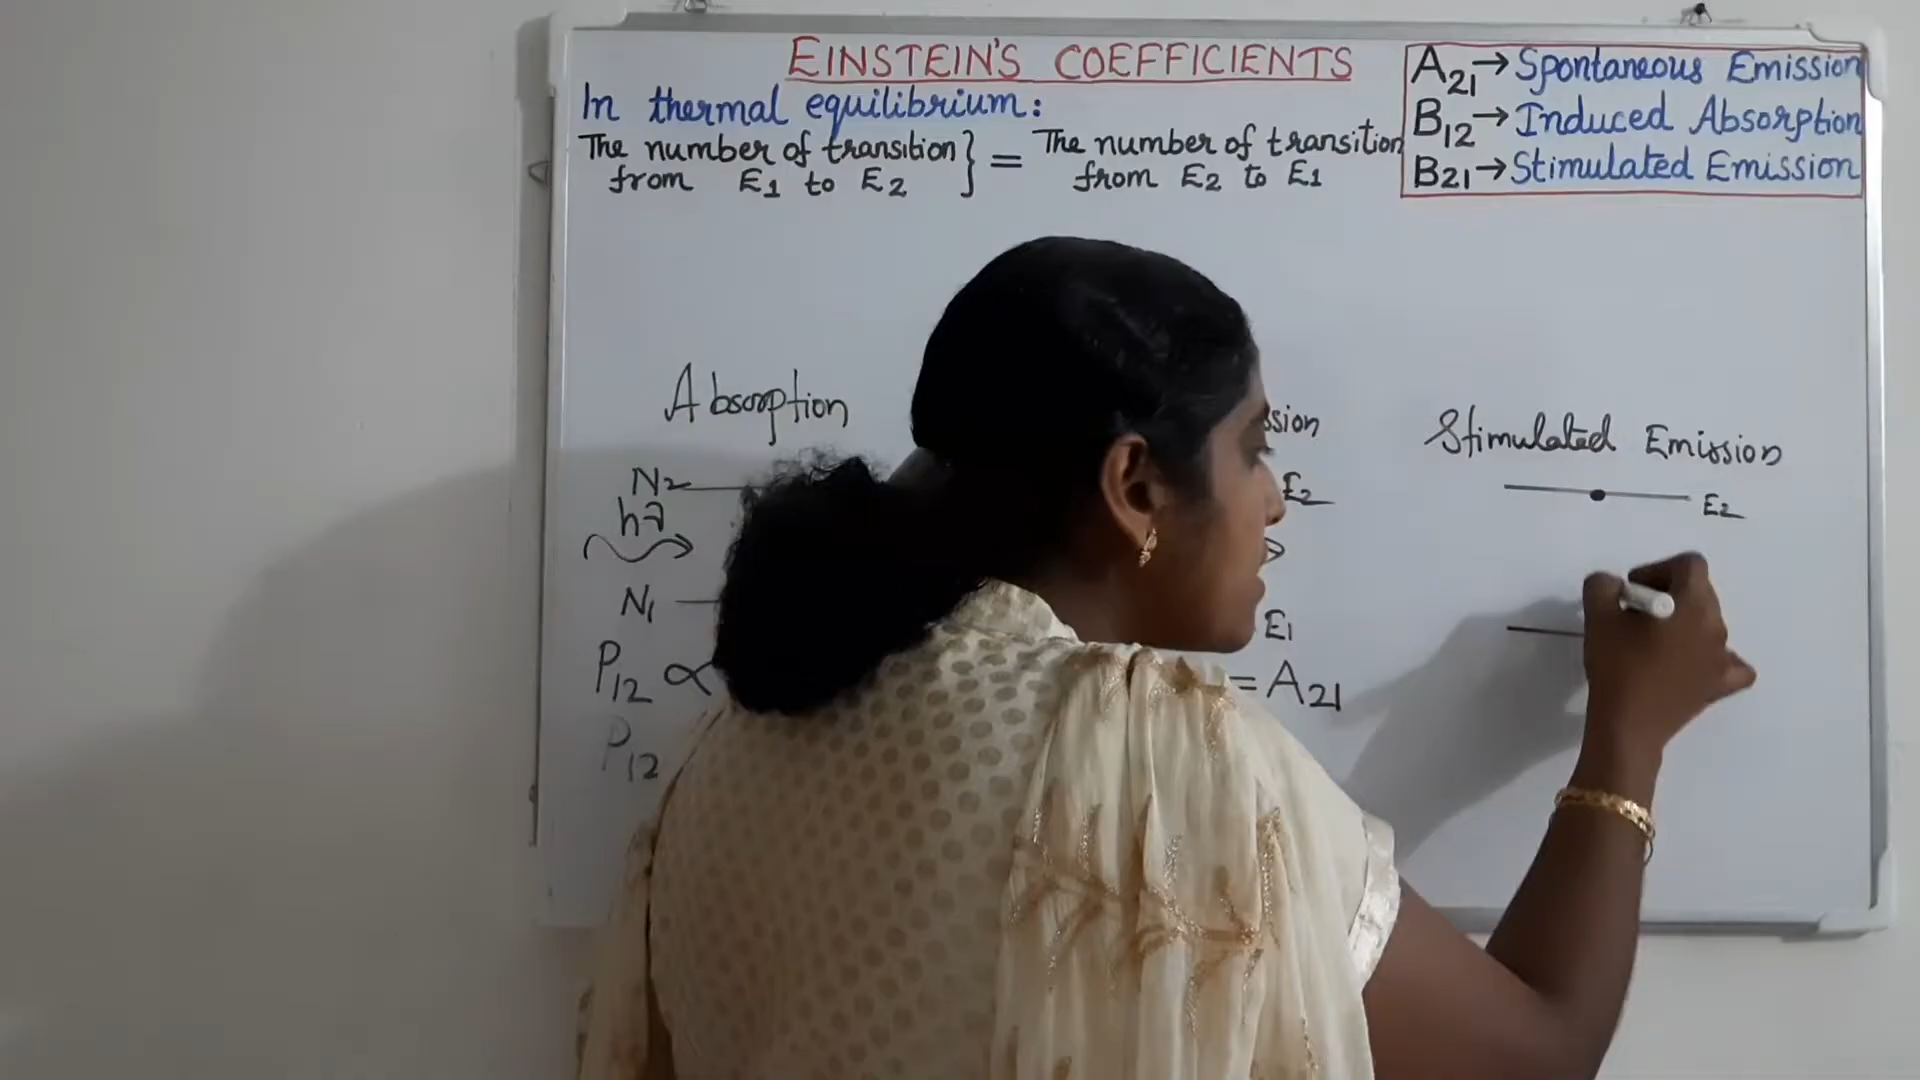 EINSTEIN'S COEFFICIENTS
In thermal equilibrium:
The number of transition } = The number of transition
from E1 to E2 from E2 to E1
A21→Spontaneous Emission
B12→Induced Absorption
B21→Stimulated Emission
Absorption
N2
hν
N1
P12 ∝
P12
ssion
E2
E1
= A21
Stimulated Emission
E2